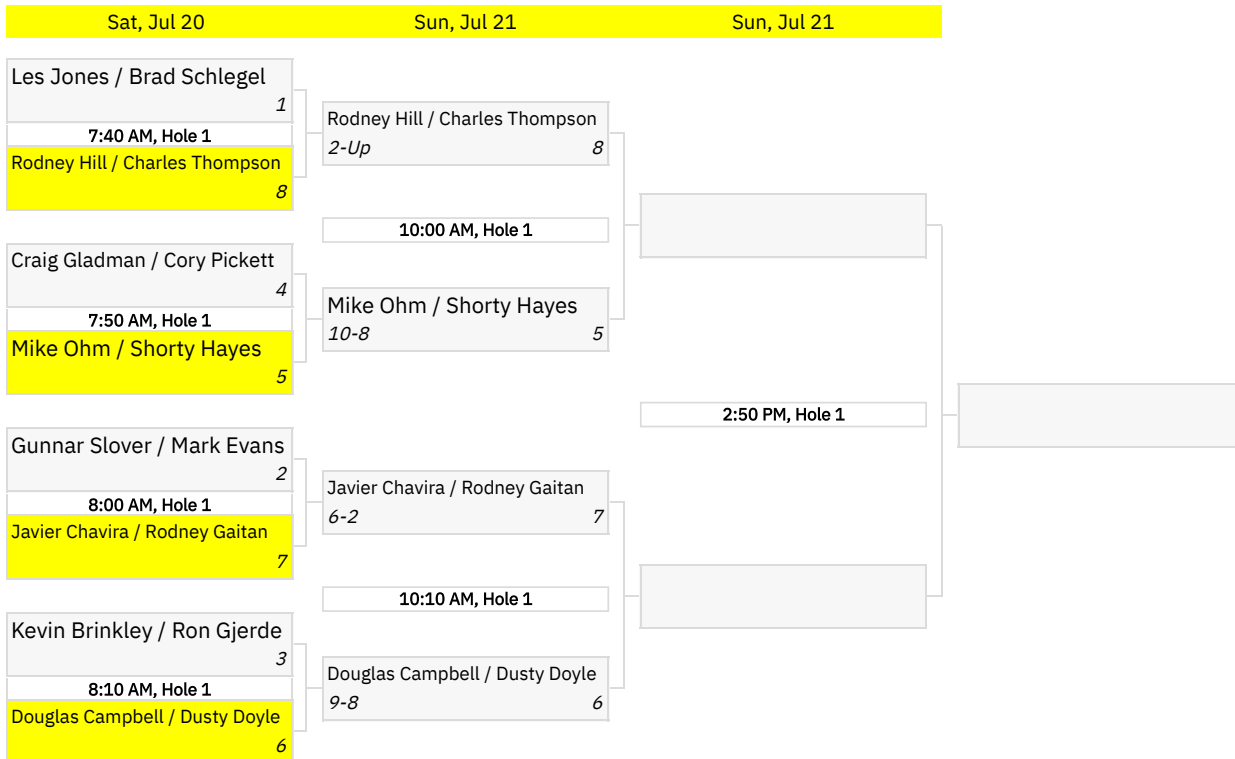 Sat, Jul 20
Sun, Jul 21
Sun, Jul 21
Les Jones / Brad Schlegel
1
7:40 AM, Hole 1
Rodney Hill / Charles Thompson
8
Craig Gladman / Cory Pickett
4
7:50 AM, Hole 1
Mike Ohm / Shorty Hayes
5
Gunnar Slover / Mark Evans
2
8:00 AM, Hole 1
Javier Chavira / Rodney Gaitan
7
Kevin Brinkley / Ron Gjerde
3
8:10 AM, Hole 1
Douglas Campbell / Dusty Doyle
6
Rodney Hill / Charles Thompson
2-Up 8
10:00 AM, Hole 1
Mike Ohm / Shorty Hayes
10-8 5
Javier Chavira / Rodney Gaitan
6-2 7
10:10 AM, Hole 1
Douglas Campbell / Dusty Doyle
9-8 6
2:50 PM, Hole 1